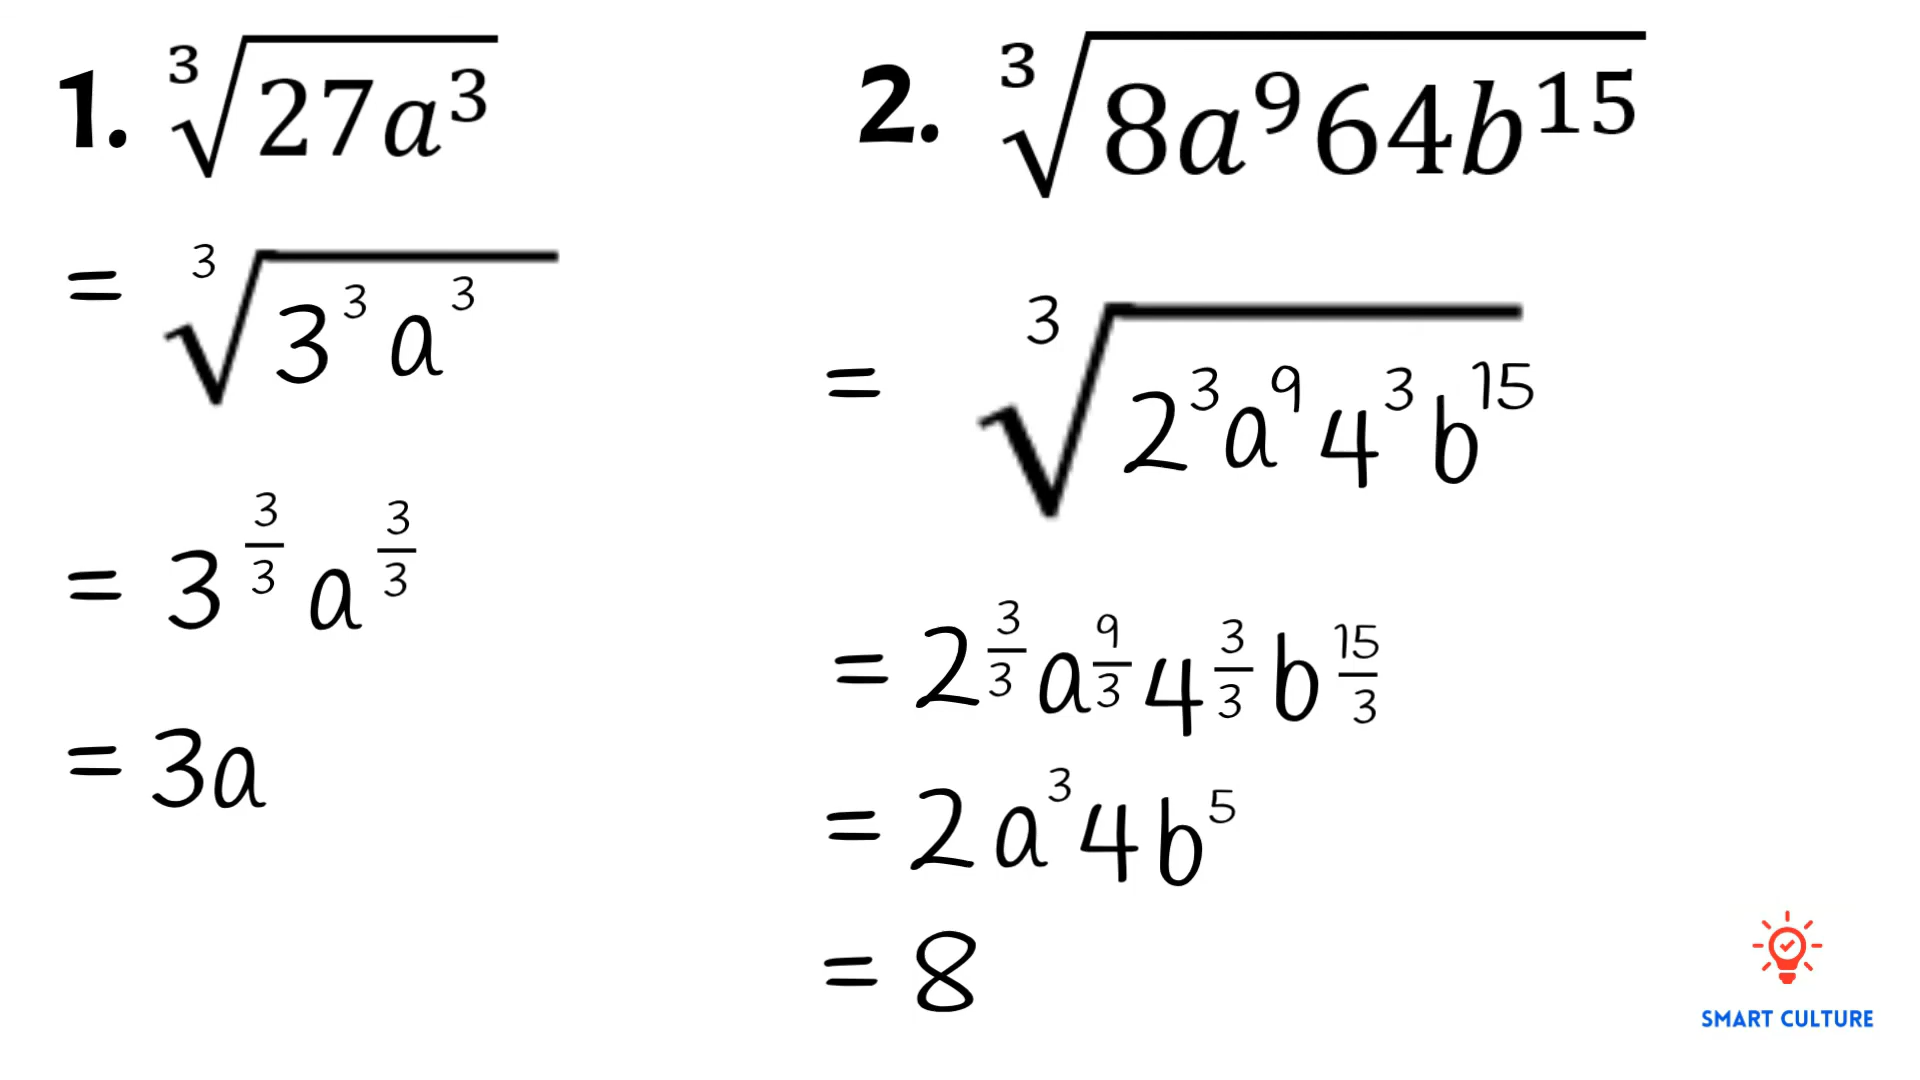 1. ∛(27a³)
= ∛(3³a³)
= 3^(3/3) a^(3/3)
= 3a
2. ∛(8a⁹64b¹⁵)
= ∛(2³a⁹4³b¹⁵)
= 2^(3/3) a^(9/3) 4^(3/3) b^(15/3)
= 2a³4b⁵
= 8
SMART CULTURE